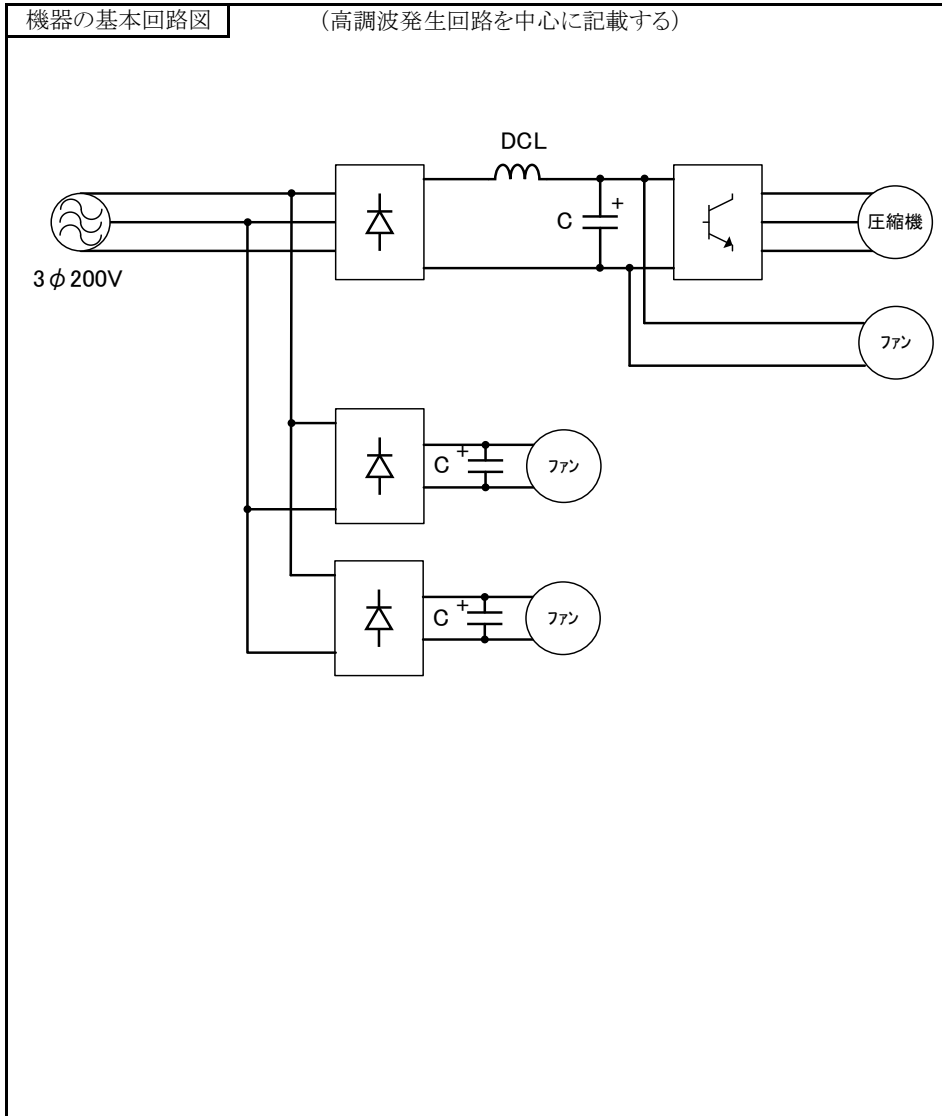 機器の基本回路図 (高調波発生回路を中心に記載する)
DCL
C +
圧縮機
3φ200V
ファン
C +
ファン
C +
ファン